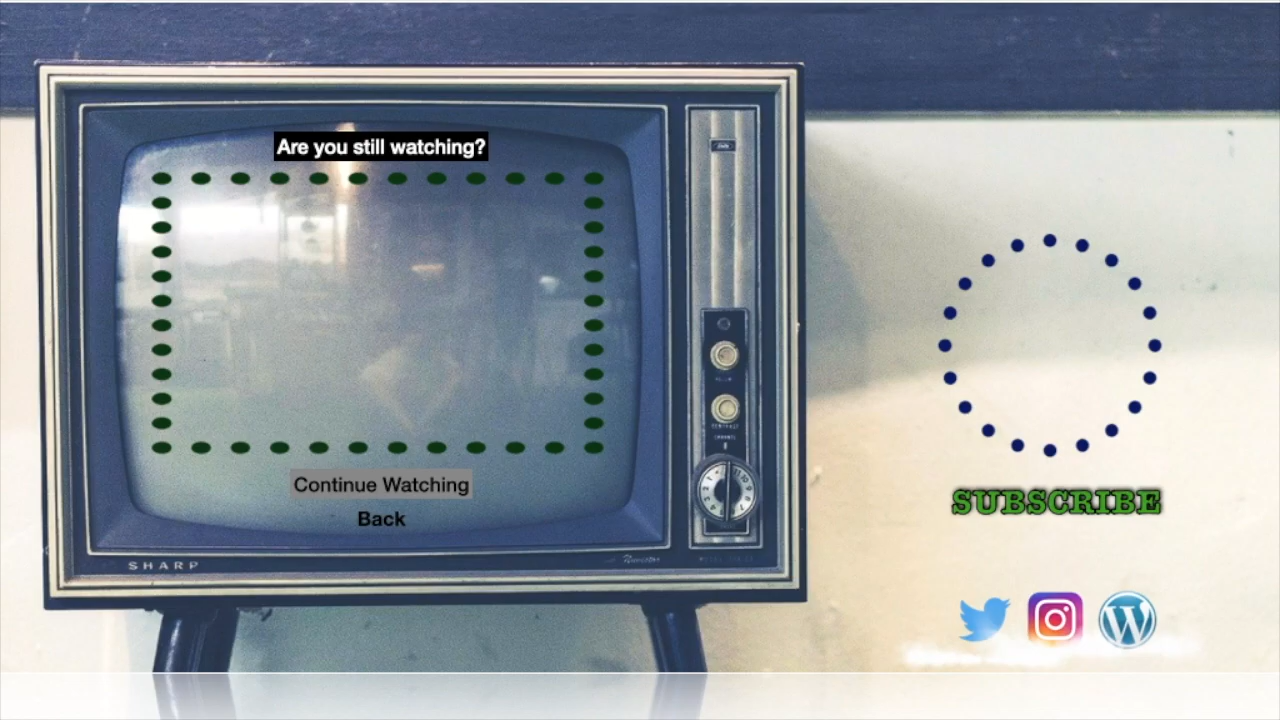 Are you still watching?
Continue Watching
Back
SHARP
SUBSCRIBE